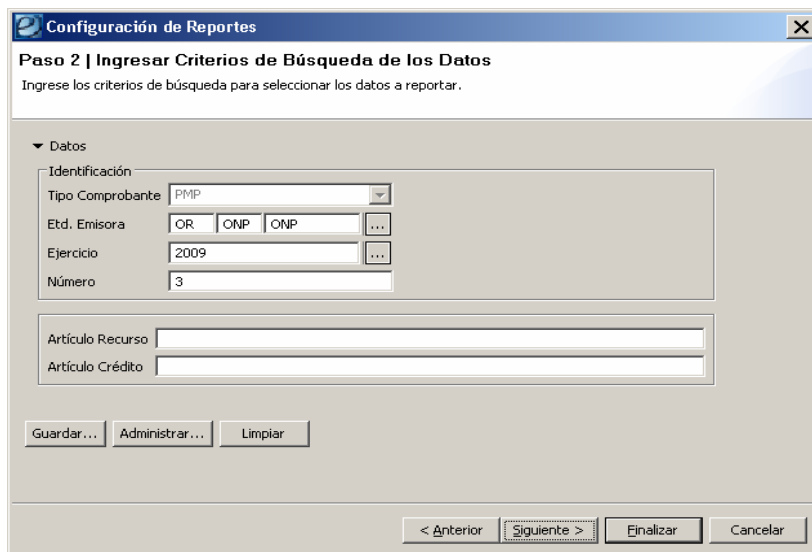 Configuración de Reportes
Paso 2 | Ingresar Criterios de Búsqueda de los Datos
Ingrese los criterios de búsqueda para seleccionar los datos a reportar.
Datos
Identificación
Tipo Comprobante PMP
Etd. Emisora OR ONP ONP ...
Ejercicio 2009 ...
Número 3
Artículo Recurso
Artículo Crédito
Guardar... Administrar... Limpiar
< Anterior Siguiente > Finalizar Cancelar